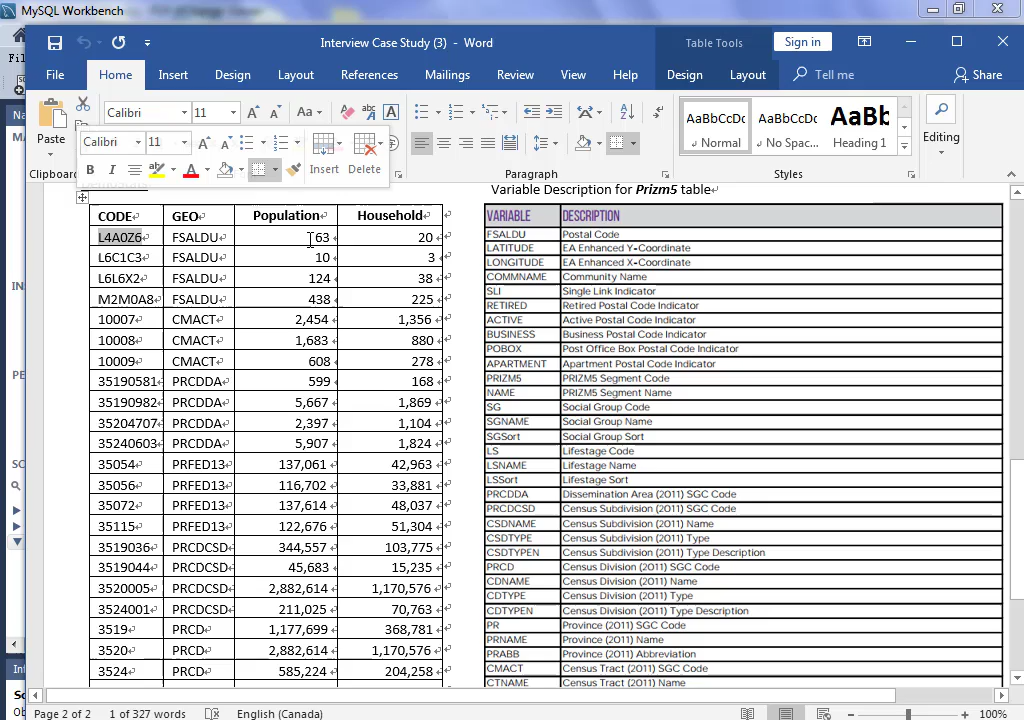 MySQL Workbench
Interview Case Study (3) - Word
Table Tools
Sign in
File Home Insert Design Layout References Mailings Review View Help Design Layout Tell me Share
Paste
Calibri 11 Aa
AaBbCcDc AaBbCcDc AaBb
Normal No Spac... Heading 1
Editing
Calibri 11
B I A Insert Delete
Paragraph Styles
Variable Description for Prizm5 table
CODE GEO Population Household
L4A0Z6 FSALDU 63 20
L6C1C3 FSALDU 10 3
L6L6X2 FSALDU 124 38
M2M0A8 FSALDU 438 225
10007 CMACT 2,454 1,356
10008 CMACT 1,683 880
10009 CMACT 608 278
35190581 PRCDDA 599 168
35190982 PRCDDA 5,667 1,869
35204707 PRCDDA 2,397 1,104
35240603 PRCDDA 5,907 1,824
35054 PRFED13 137,061 42,963
35056 PRFED13 116,702 33,881
35072 PRFED13 137,614 48,037
35115 PRFED13 122,676 51,304
3519036 PRCDCSD 344,557 103,775
3519044 PRCDCSD 45,683 15,235
3520005 PRCDCSD 2,882,614 1,170,576
3524001 PRCDCSD 211,025 70,763
3519 PRCD 1,177,699 368,781
3520 PRCD 2,882,614 1,170,576
3524 PRCD 585,224 204,258
VARIABLE DESCRIPTION
FSALDU Postal Code
LATITUDE EA Enhanced Y-Coordinate
LONGITUDE EA Enhanced X-Coordinate
COMMNAME Community Name
SLI Single Link Indicator
RETIRED Retired Postal Code Indicator
ACTIVE Active Postal Code Indicator
BUSINESS Business Postal Code Indicator
POBOX Post Office Box Postal Code Indicator
APARTMENT Apartment Postal Code Indicator
PRIZM5 PRIZM5 Segment Code
NAME PRIZM5 Segment Name
SG Social Group Code
SGNAME Social Group Name
SGSort Social Group Sort
LS Lifestage Code
LSNAME Lifestage Name
LSSort Lifestage Sort
PRCDDA Dissemination Area (2011) SGC Code
PRCDCSD Census Subdivision (2011) SGC Code
CSDNAME Census Subdivision (2011) Name
CSDTYPE Census Subdivision (2011) Type
CSDTYPEN Census Subdivision (2011) Type Description
PRCD Census Division (2011) SGC Code
CDNAME Census Division (2011) Name
CDTYPE Census Division (2011) Type
CDTYPEN Census Division (2011) Type Description
PR Province (2011) SGC Code
PRNAME Province (2011) Name
PRABB Province (2011) Abbreviation
CMACT Census Tract (2011) SGC Code
CTNAME Census Tract (2011) Name
Page 2 of 2 1 of 327 words English (Canada) 100%